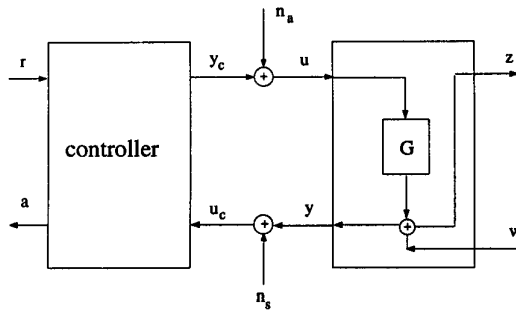 n_a
r
y_c
+
u
z
controller
G
a
u_c
+
y
+
n_s